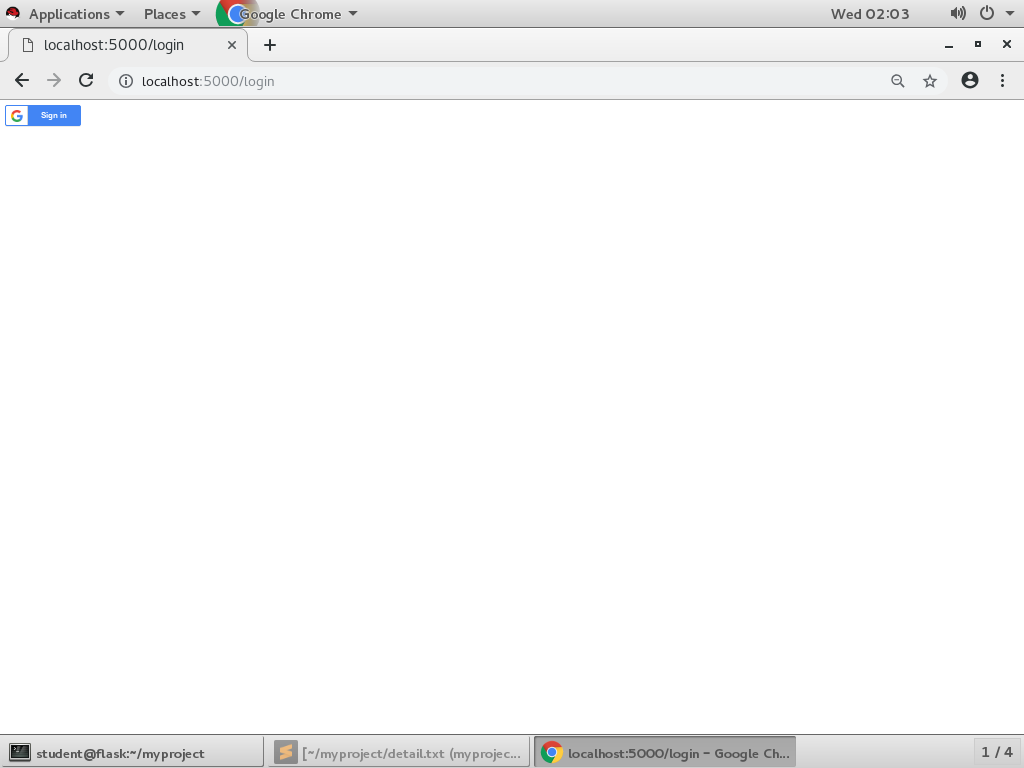 Applications Places Google Chrome Wed 02:03
localhost:5000/login
localhost:5000/login
Sign in
student@flask:~/myproject [~/myproject/detail.txt (myprojec... localhost:5000/login - Google Ch... 1 / 4